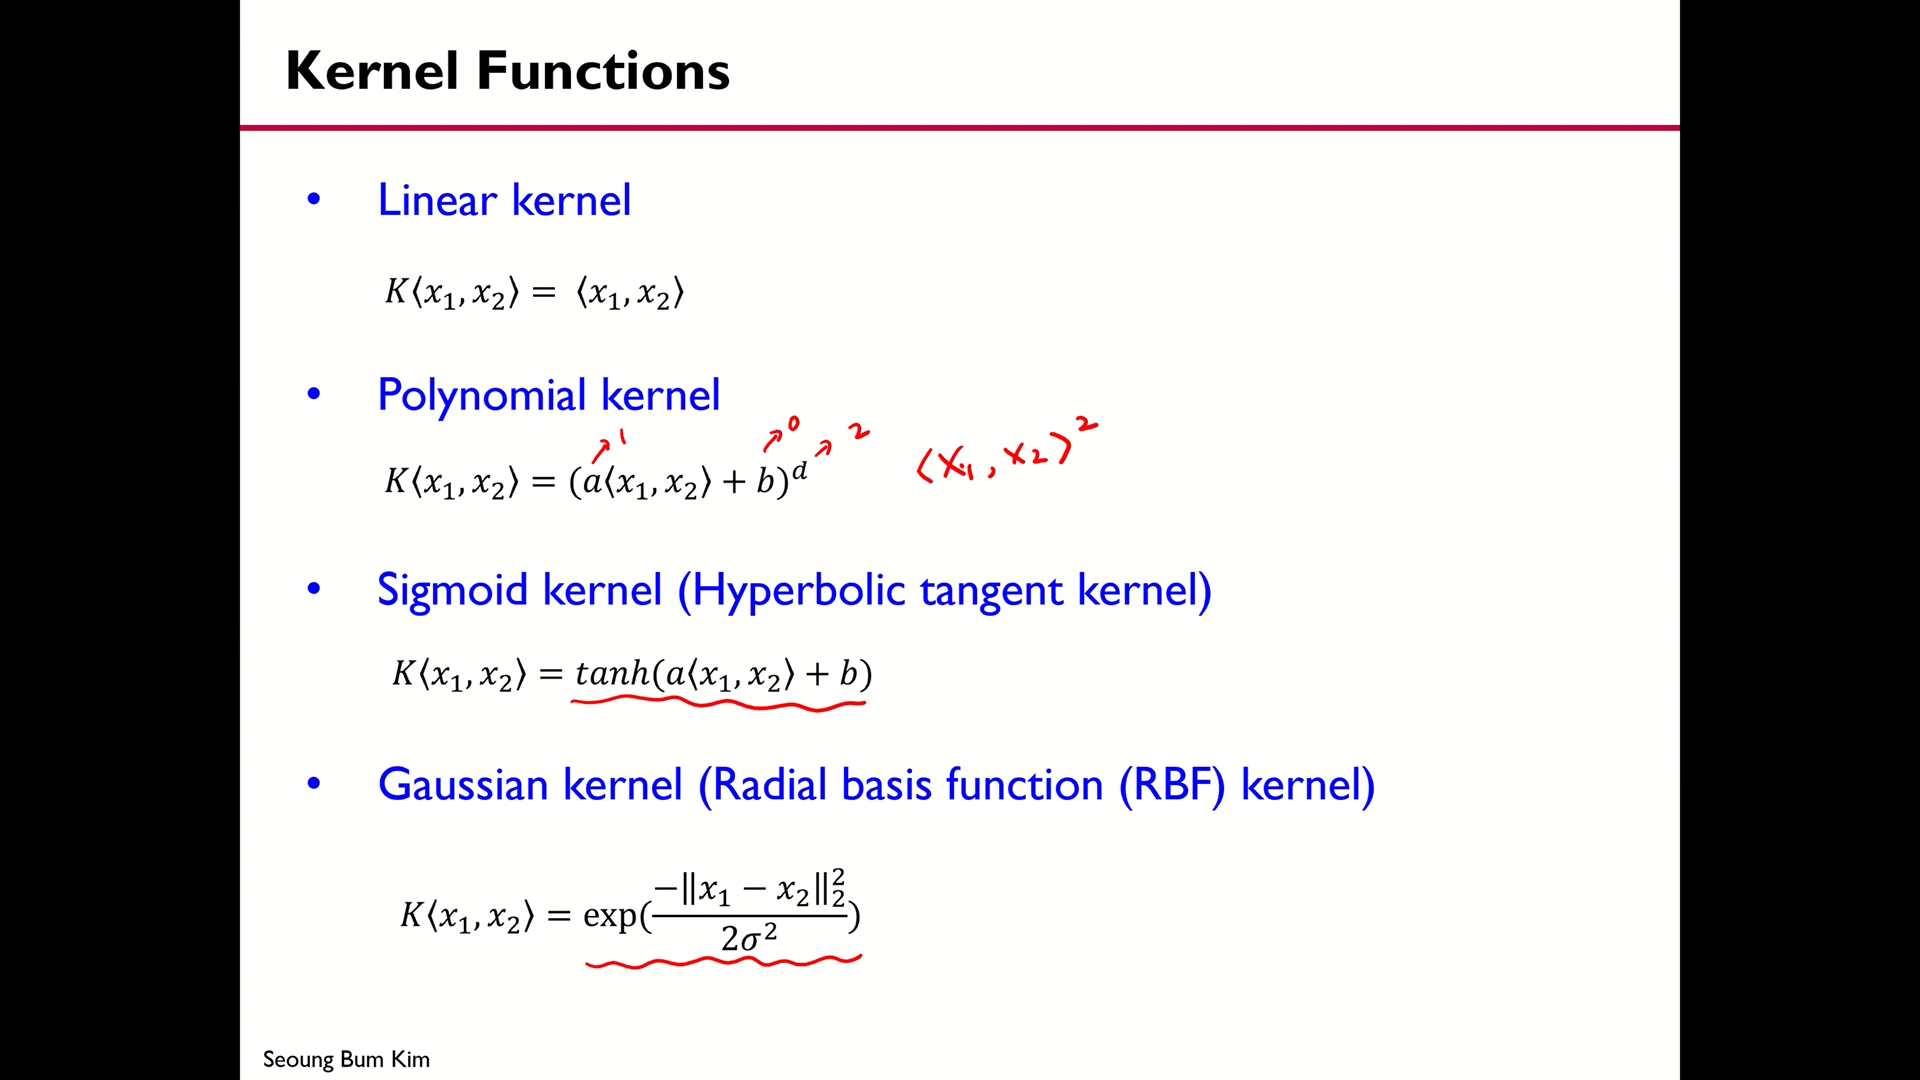 Kernel Functions
• Linear kernel
K⟨x₁, x₂⟩ = ⟨x₁, x₂⟩
• Polynomial kernel
↗1 ↗0 ↗2
K⟨x₁, x₂⟩ = (a⟨x₁, x₂⟩ + b)ᵈ ⟨x₁, x₂⟩²
• Sigmoid kernel (Hyperbolic tangent kernel)
K⟨x₁, x₂⟩ = tanh(a⟨x₁, x₂⟩ + b)
• Gaussian kernel (Radial basis function (RBF) kernel)
K⟨x₁, x₂⟩ = exp(−‖x₁ − x₂‖₂² / 2σ²)
Seoung Bum Kim